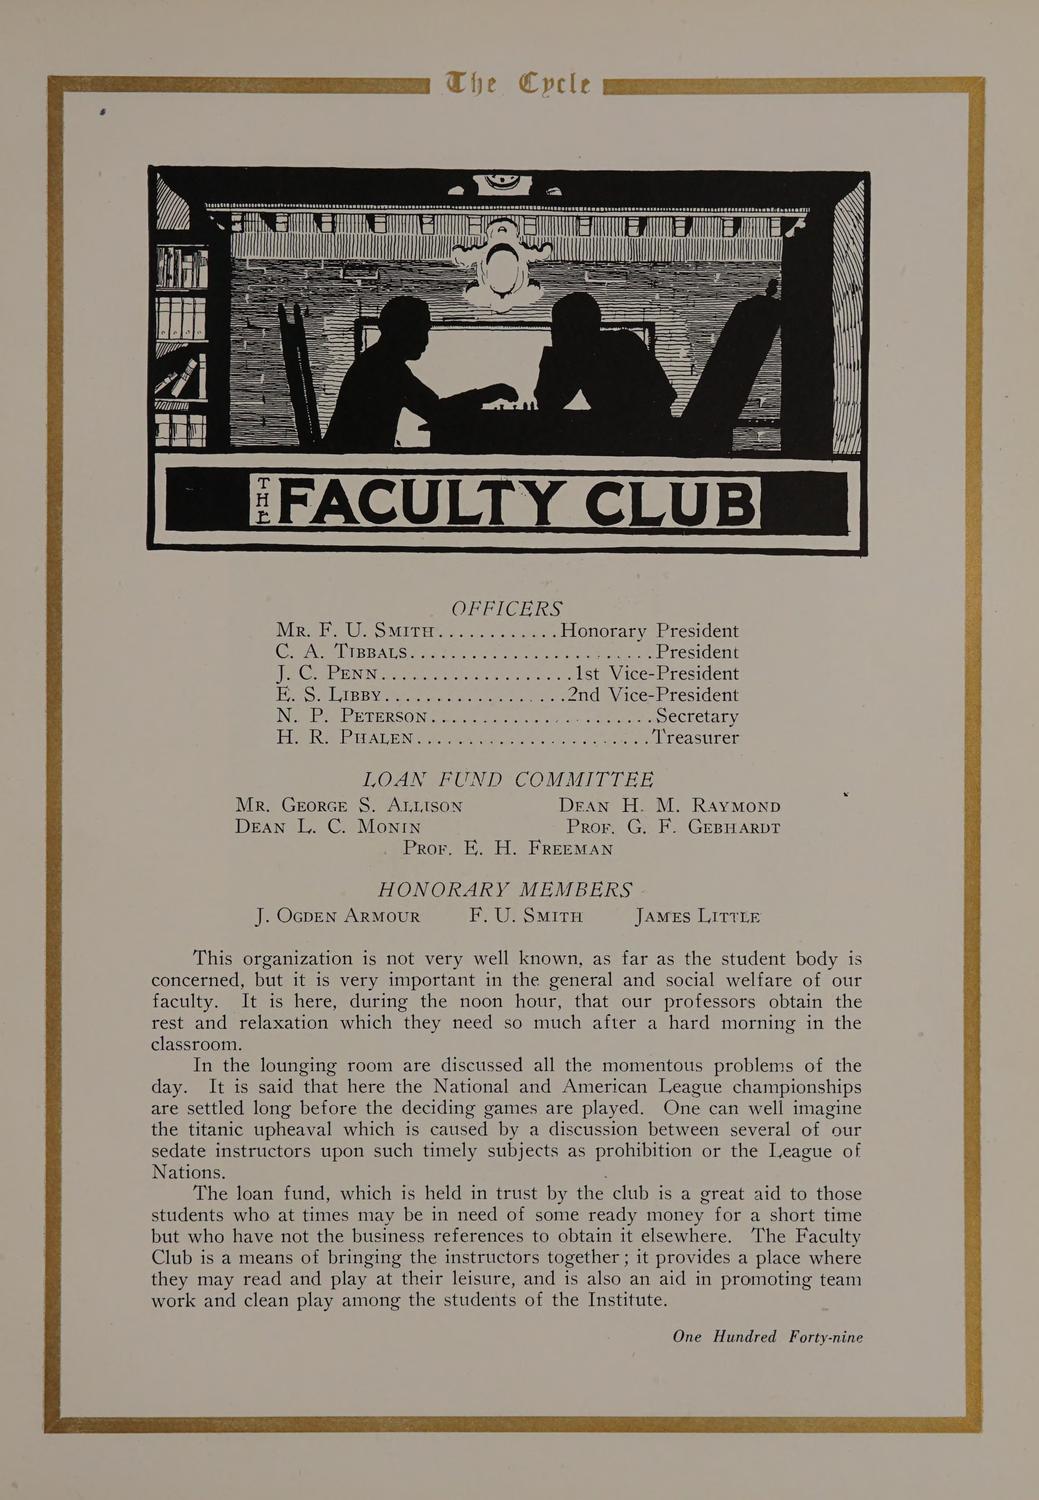 The Cycle
THE FACULTY CLUB
OFFICERS
MR. F. U. SMITH............Honorary President
C. A. TIBBALS........................President
J. C. PENN...................1st Vice-President
E. S. LIBBY..................2nd Vice-President
N. P. PETERSON......................Secretary
H. R. PHALEN.......................Treasurer
LOAN FUND COMMITTEE
MR. GEORGE S. ALLISON DEAN H. M. RAYMOND
DEAN L. C. MONIN PROF. G. F. GEBHARDT
PROF. E. H. FREEMAN
HONORARY MEMBERS
J. OGDEN ARMOUR F. U. SMITH JAMES LITTLE
This organization is not very well known, as far as the student body is
concerned, but it is very important in the general and social welfare of our
faculty. It is here, during the noon hour, that our professors obtain the
rest and relaxation which they need so much after a hard morning in the
classroom.
In the lounging room are discussed all the momentous problems of the
day. It is said that here the National and American League championships
are settled long before the deciding games are played. One can well imagine
the titanic upheaval which is caused by a discussion between several of our
sedate instructors upon such timely subjects as prohibition or the League of
Nations.
The loan fund, which is held in trust by the club is a great aid to those
students who at times may be in need of some ready money for a short time
but who have not the business references to obtain it elsewhere. The Faculty
Club is a means of bringing the instructors together; it provides a place where
they may read and play at their leisure, and is also an aid in promoting team
work and clean play among the students of the Institute.
One Hundred Forty-nine